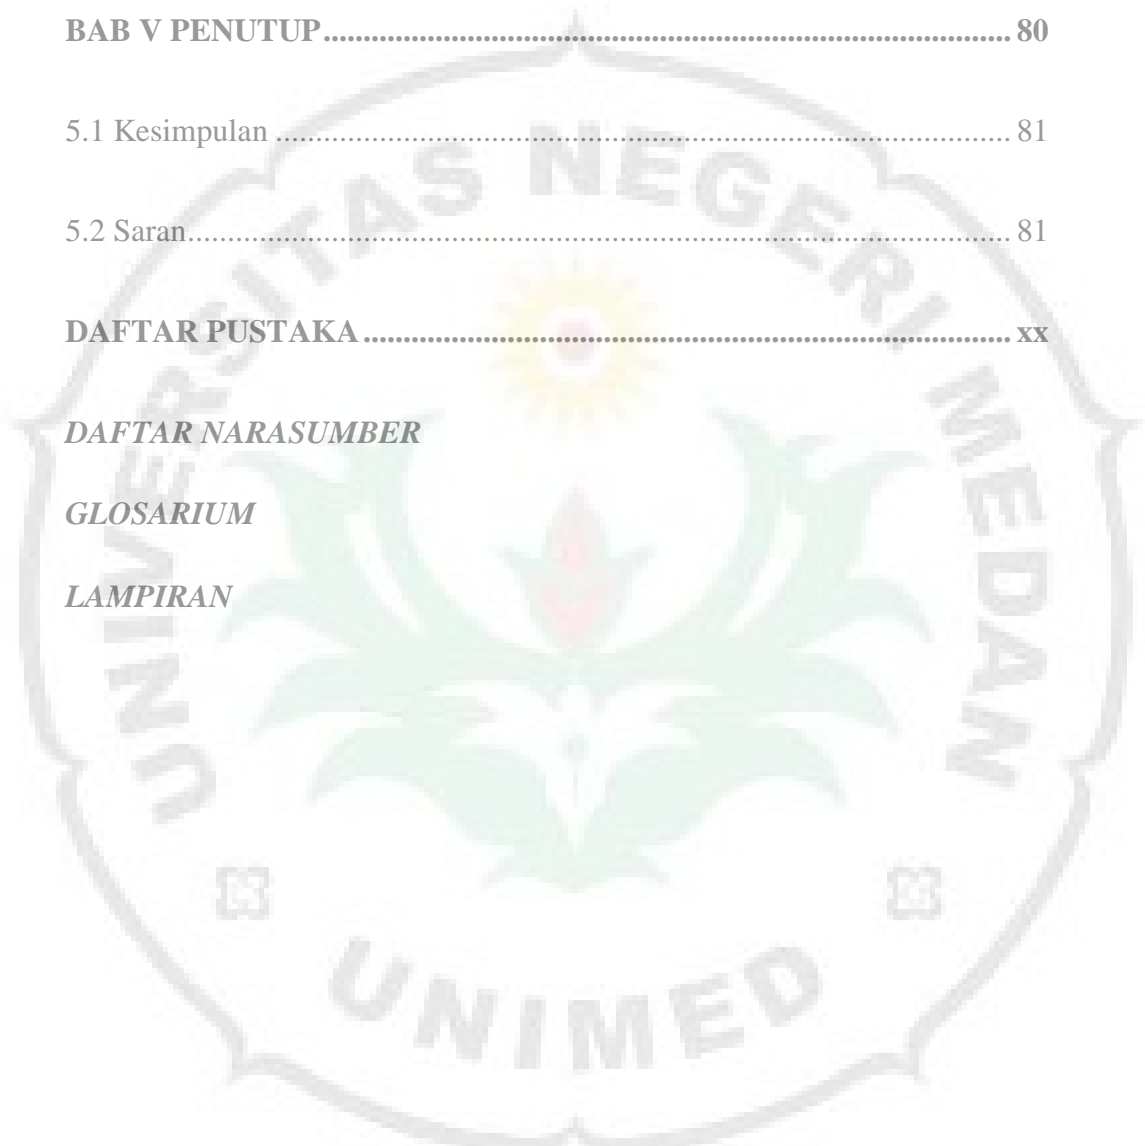 BAB V PENUTUP.................................................................................... 80
5.1 Kesimpulan ........................................................................................... 81
5.2 Saran...................................................................................................... 81
DAFTAR PUSTAKA ................................................................................ xx
DAFTAR NARASUMBER
GLOSARIUM
LAMPIRAN
UNIVERSITAS NEGERI MEDAN
UNIMED